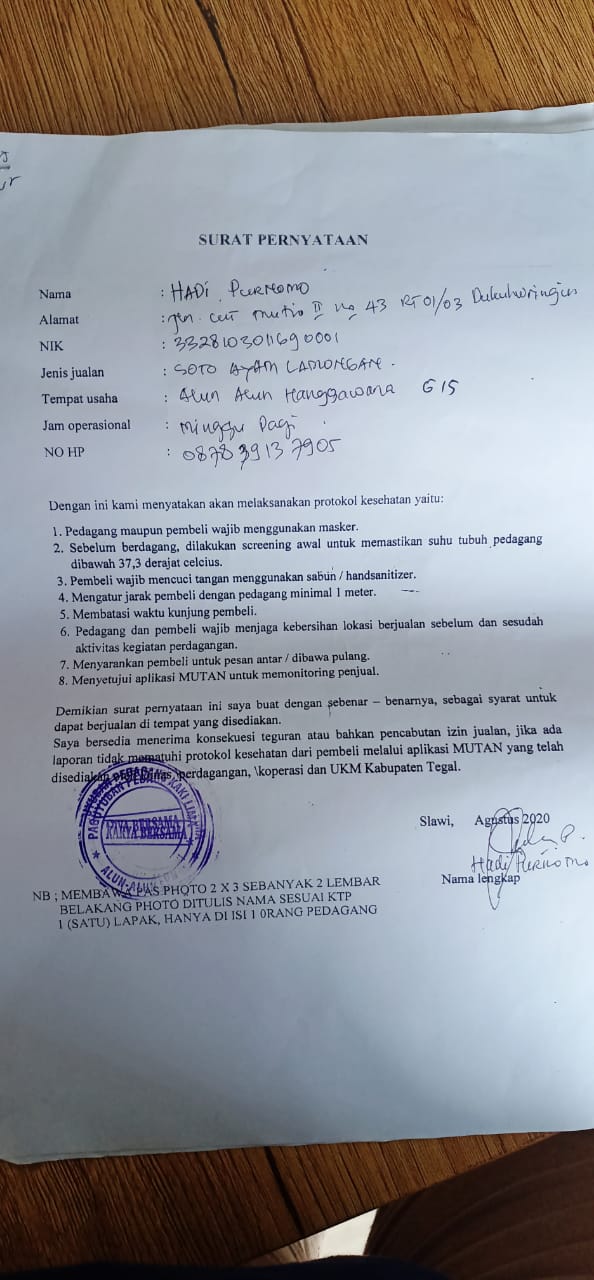 SURAT PERNYATAAN
Nama : HADI PURNOMO
Alamat : Jln. Cut Mutia II No 43 RT 01/03 Dukuhwringin
NIK : 3328103011690001
Jenis jualan : SOTO AYAM LAMONGAN.
Tempat usaha : Alun Alun Hanggawana G15
Jam operasional : Minggu Pagi
NO HP : 0878 3913 7905
Dengan ini kami menyatakan akan melaksanakan protokol kesehatan yaitu:
1. Pedagang maupun pembeli wajib menggunakan masker.
2. Sebelum berdagang, dilakukan screening awal untuk memastikan suhu tubuh pedagang
dibawah 37,3 derajat celcius.
3. Pembeli wajib mencuci tangan menggunakan sabun / handsanitizer.
4. Mengatur jarak pembeli dengan pedagang minimal 1 meter.
5. Membatasi waktu kunjung pembeli.
6. Pedagang dan pembeli wajib menjaga kebersihan lokasi berjualan sebelum dan sesudah
aktivitas kegiatan perdagangan.
7. Menyarankan pembeli untuk pesan antar / dibawa pulang.
8. Menyetujui aplikasi MUTAN untuk memonitoring penjual.
Demikian surat pernyataan ini saya buat dengan sebenar – benarnya, sebagai syarat untuk
dapat berjualan di tempat yang disediakan.
Saya bersedia menerima konsekuesi teguran atau bahkan pencabutan izin jualan, jika ada
laporan tidak mematuhi protokol kesehatan dari pembeli melalui aplikasi MUTAN yang telah
disediakan oleh Dinas, perdagangan, \koperasi dan UKM Kabupaten Tegal.
PAGUYUBAN PEDAGANG KAKI LIMA
KARYA BERSAMA
ALUN-ALUN
Slawi, Agustus 2020
Hadi Purnomo
Nama lengkap
NB ; MEMBAWA PAS PHOTO 2 X 3 SEBANYAK 2 LEMBAR
BELAKANG PHOTO DITULIS NAMA SESUAI KTP
1 (SATU) LAPAK, HANYA DI ISI 1 0RANG PEDAGANG